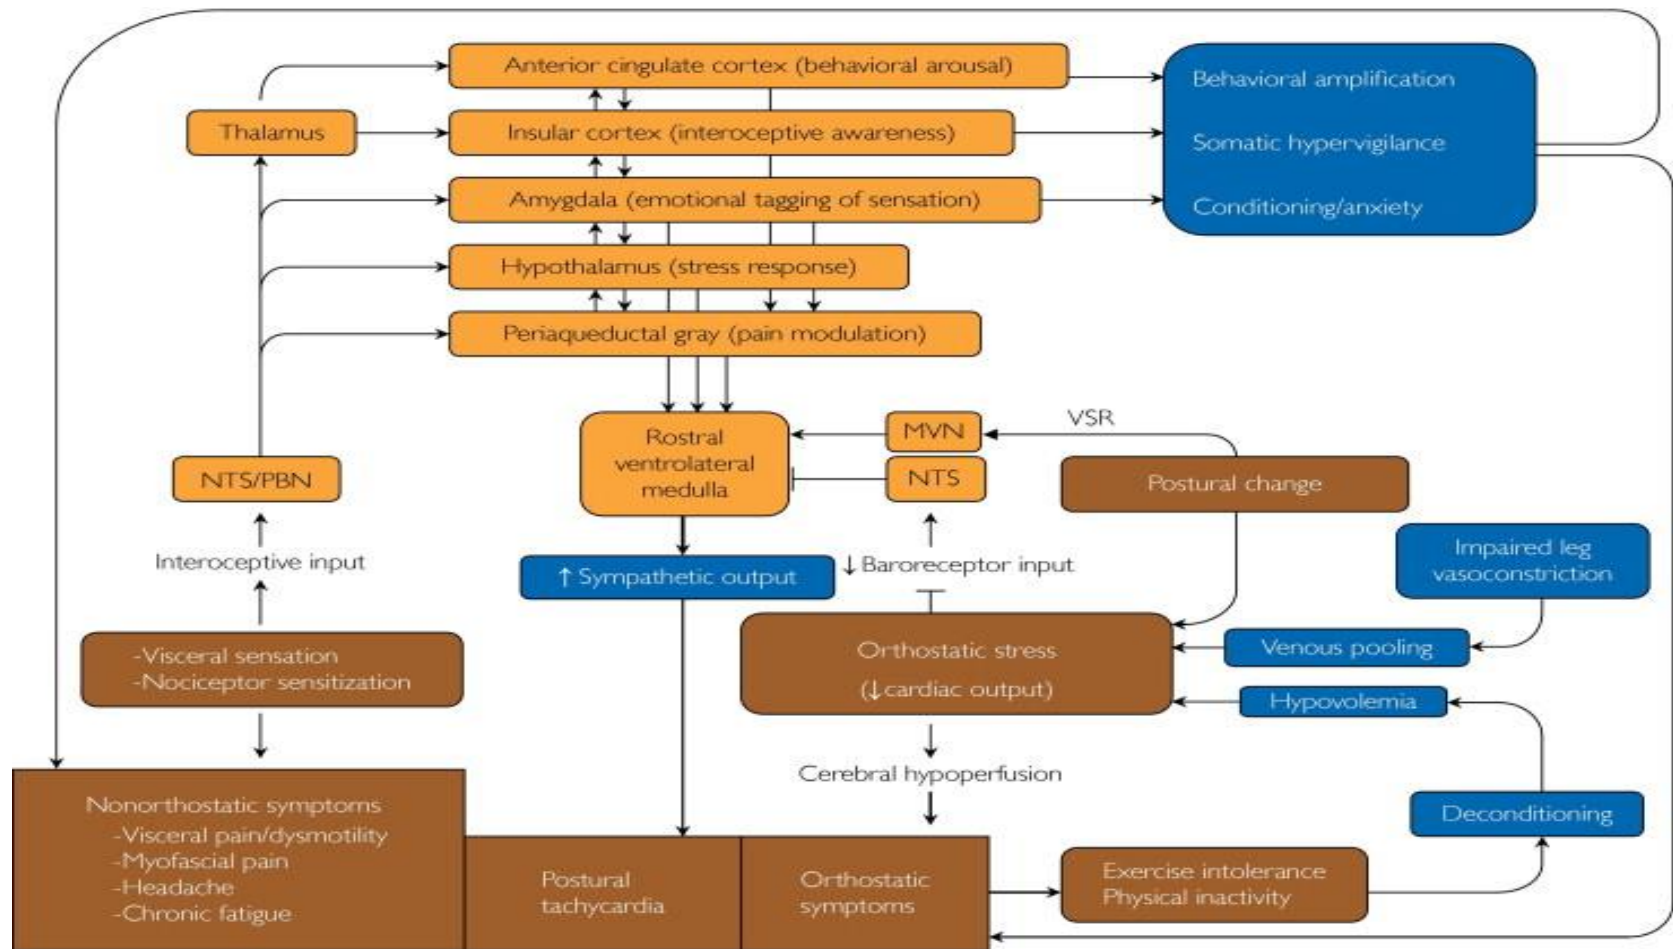 Anterior cingulate cortex (behavioral arousal)
Behavioral amplification
Thalamus
Insular cortex (interoceptive awareness)
Somatic hypervigilance
Amygdala (emotional tagging of sensation)
Conditioning/anxiety
Hypothalamus (stress response)
Periaqueductal gray (pain modulation)
Rostral
ventrolateral
medulla
MVN
VSR
NTS/PBN
NTS
Postural change
Interoceptive input
↑ Sympathetic output
↓ Baroreceptor input
Impaired leg
vasoconstriction
-Visceral sensation
-Nociceptor sensitization
Orthostatic stress
(↓cardiac output)
Venous pooling
Hypovolemia
Cerebral hypoperfusion
Deconditioning
Nonorthostatic symptoms
-Visceral pain/dysmotility
-Myofascial pain
-Headache
-Chronic fatigue
Postural
tachycardia
Orthostatic
symptoms
Exercise intolerance
Physical inactivity